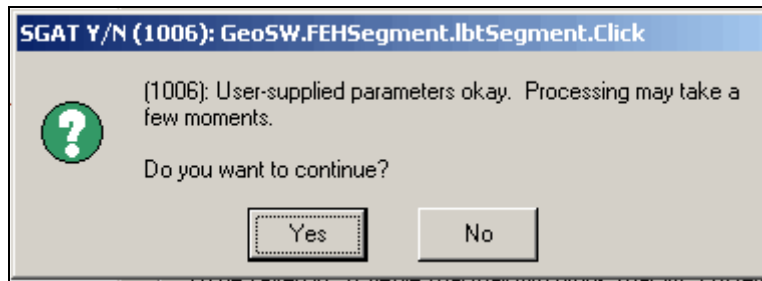 SGAT Y/N (1006): GeoSW.FEHSegment.lbtSegment.Click
(1006): User-supplied parameters okay.  Processing may take a
few moments.
Do you want to continue?
Yes
No